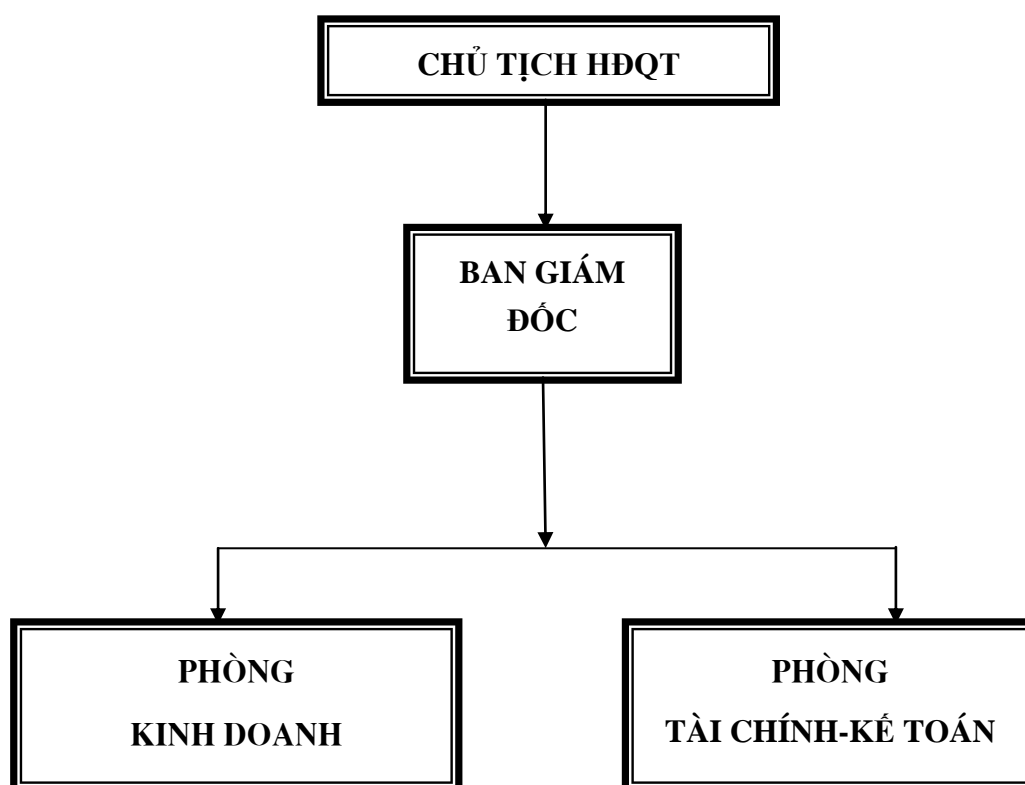 CHỦ TỊCH HĐQT
BAN GIÁM
ĐỐC
PHÒNG
KINH DOANH
PHÒNG
TÀI CHÍNH-KẾ TOÁN